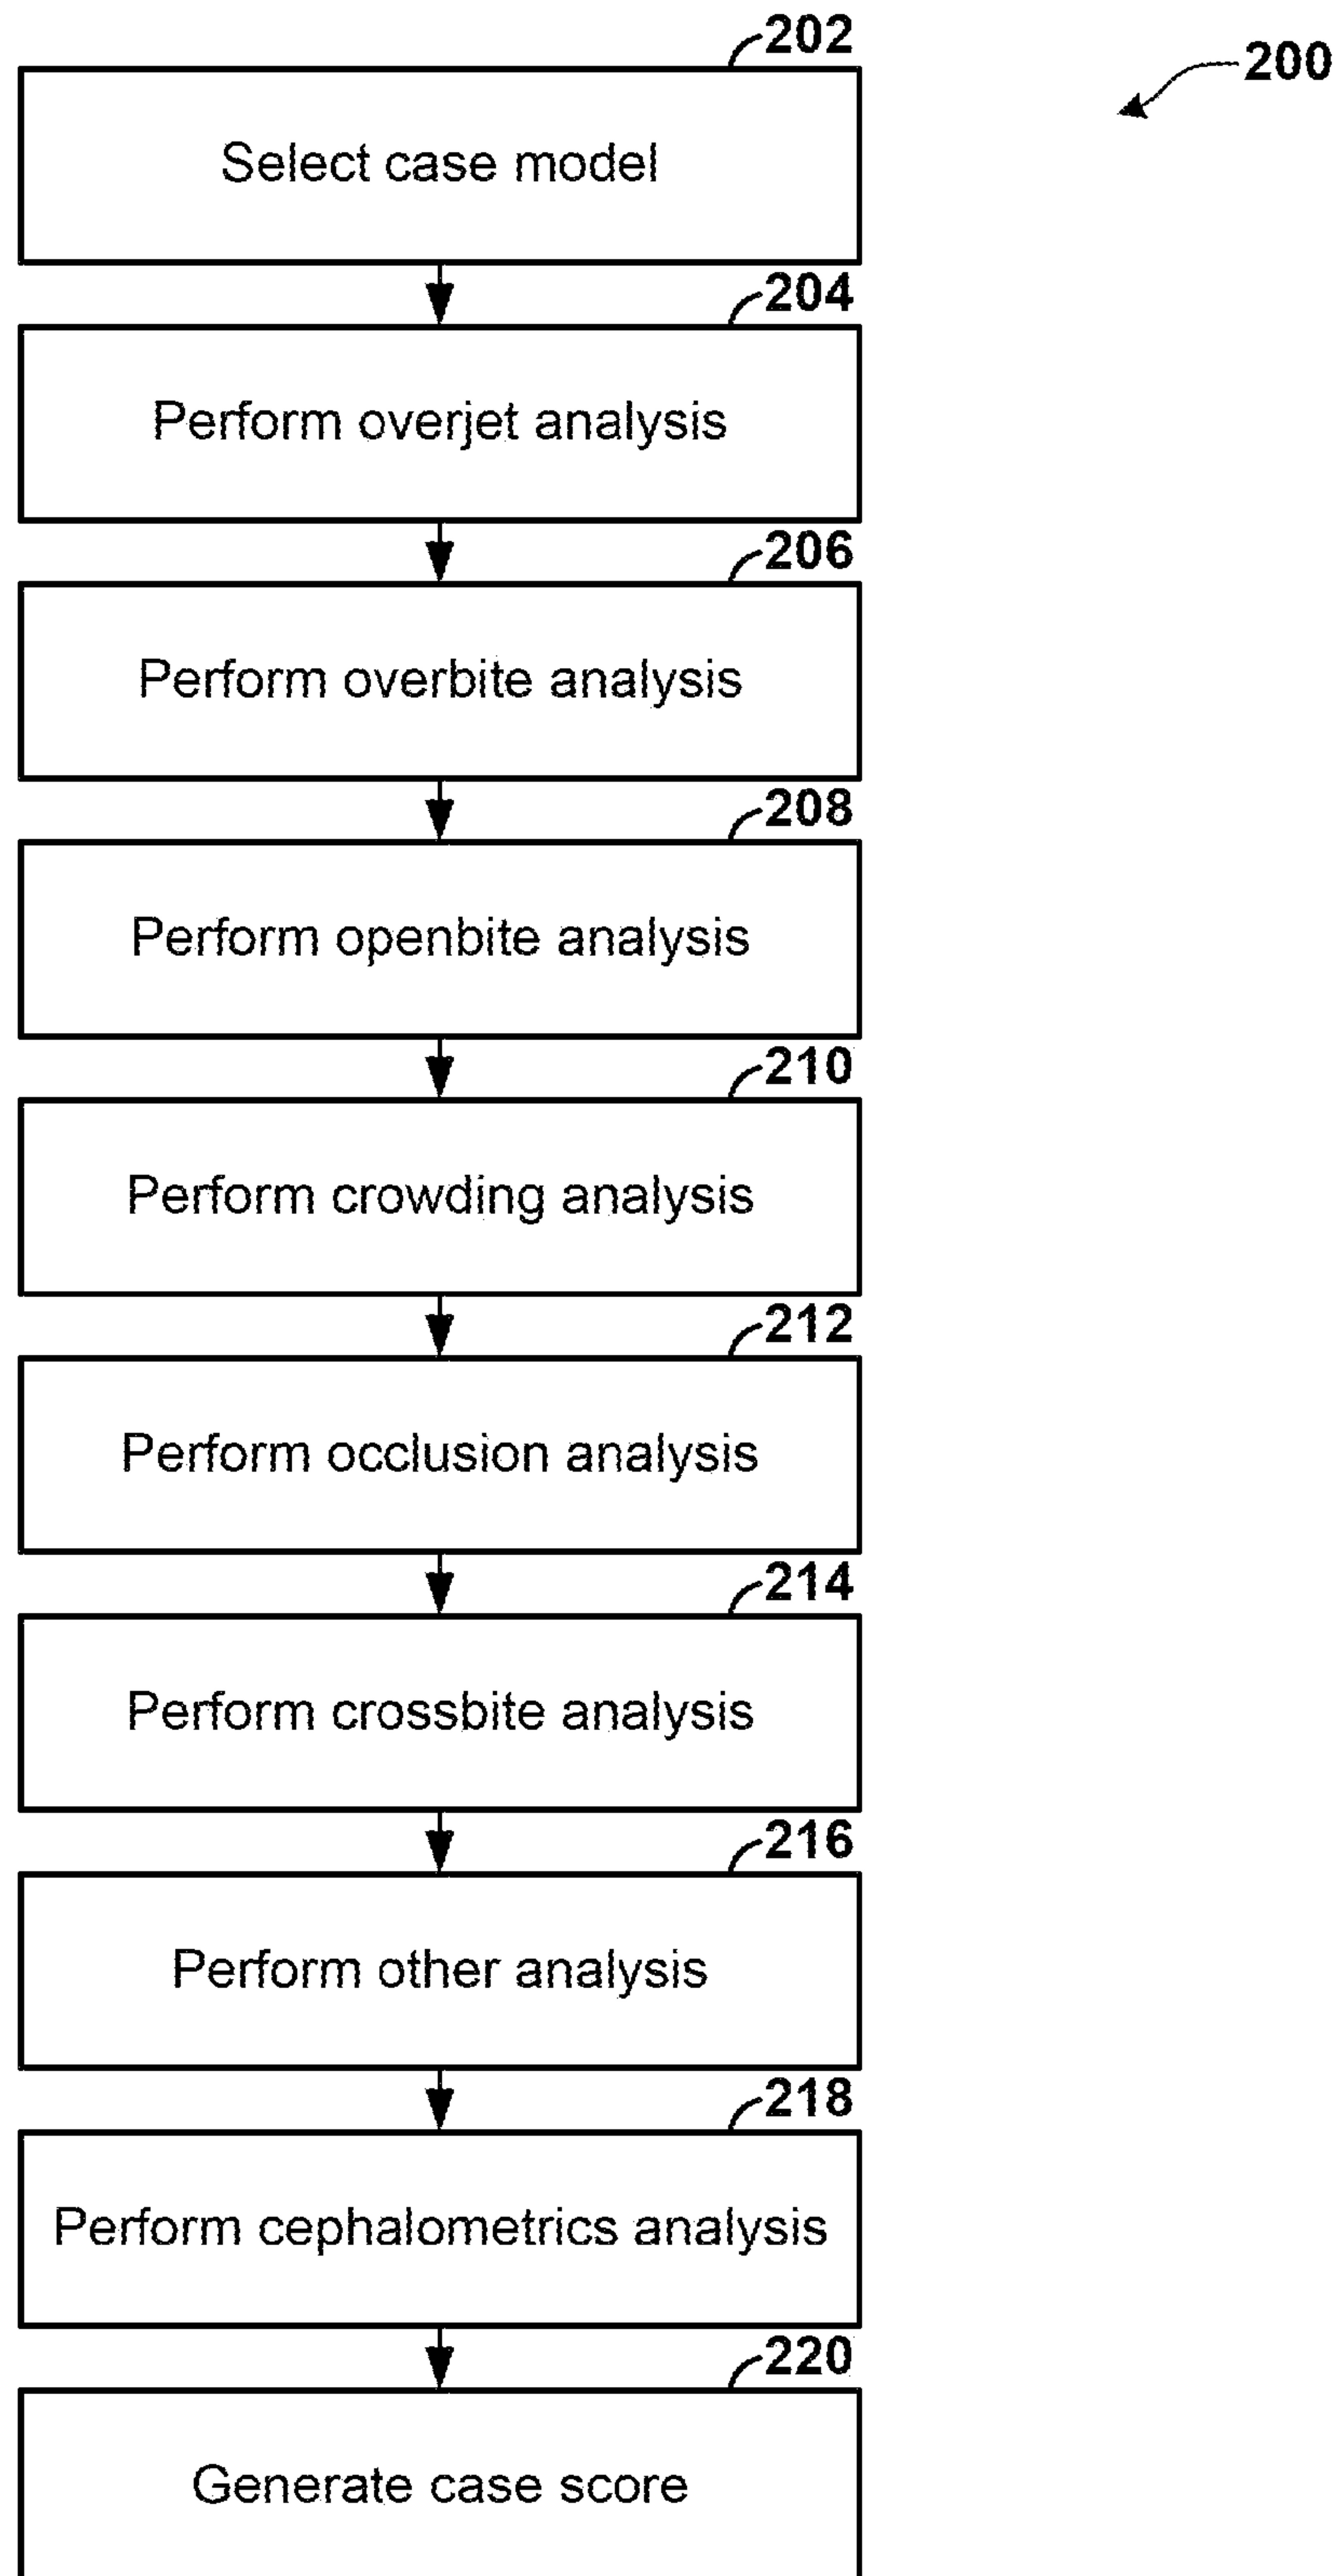 202
200
Select case model
204
Perform overjet analysis
206
Perform overbite analysis
208
Perform openbite analysis
210
Perform crowding analysis
212
Perform occlusion analysis
214
Perform crossbite analysis
216
Perform other analysis
218
Perform cephalometrics analysis
220
Generate case score